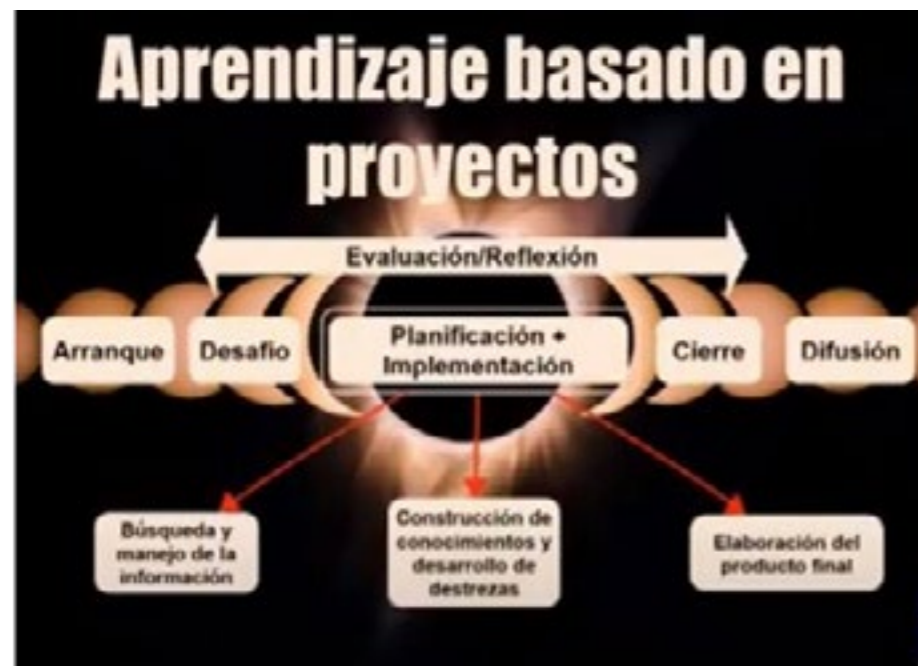 Aprendizaje basado en
proyectos
Evaluación/Reflexión
Arranque
Desafio
Planificación +
Implementación
Cierre
Difusión
Búsqueda y
manejo de la
información
Construcción de
conocimientos y
desarrollo de
destrezas
Elaboración del
producto final